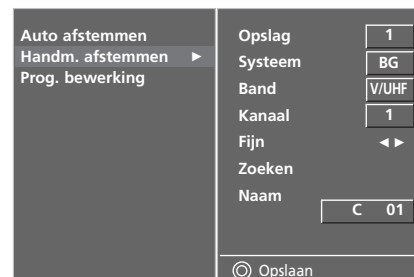 Auto afstemmen
Handm. afstemmen ►
Prog. bewerking
Opslag 1
Systeem BG
Band V/UHF
Kanaal 1
Fijn ◄ ►
Zoeken
Naam
C 01
Opslaan